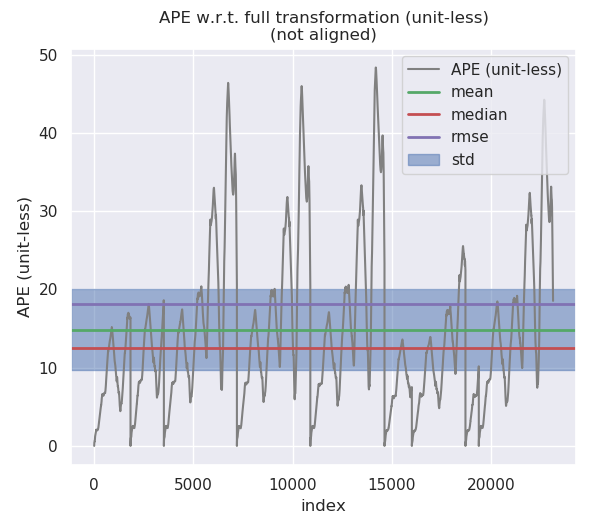 APE w.r.t. full transformation (unit-less)
(not aligned)
APE (unit-less)
mean
median
rmse
std
APE (unit-less)
50
40
30
20
10
0
0
5000
10000
15000
20000
index